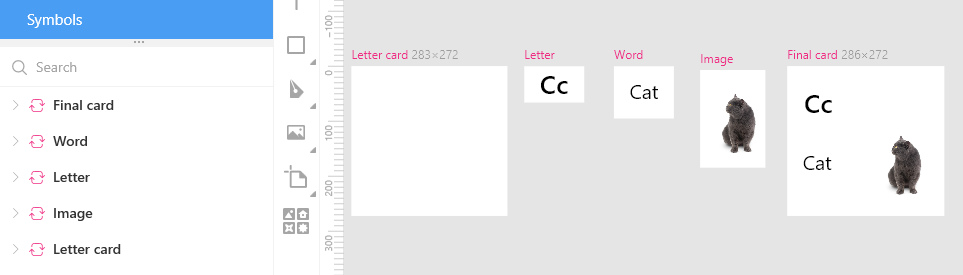 Symbols
Search
Final card
Word
Letter
Image
Letter card
-100
0
100
200
300
Letter card 283×272
Letter
Word
Image
Final card 286×272
Cc
Cat
Cc
Cat